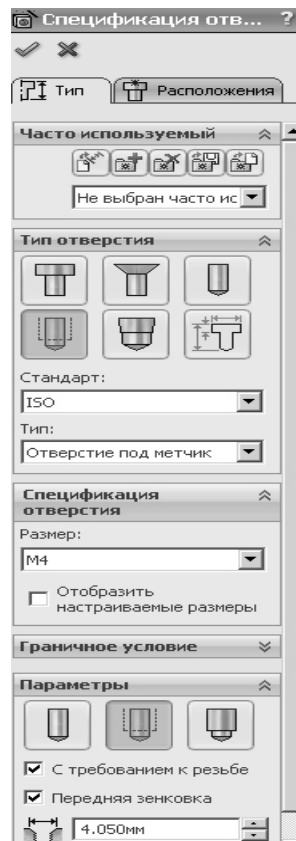 Спецификация отв... ?
Тип Расположения
Часто используемый
Не выбран часто ис
Тип отверстия
Стандарт:
ISO
Тип:
Отверстие под метчик
Спецификация
отверстия
Размер:
M4
Отобразить
настраиваемые размеры
Граничное условие
Параметры
С требованием к резьбе
Передняя зенковка
4.050мм